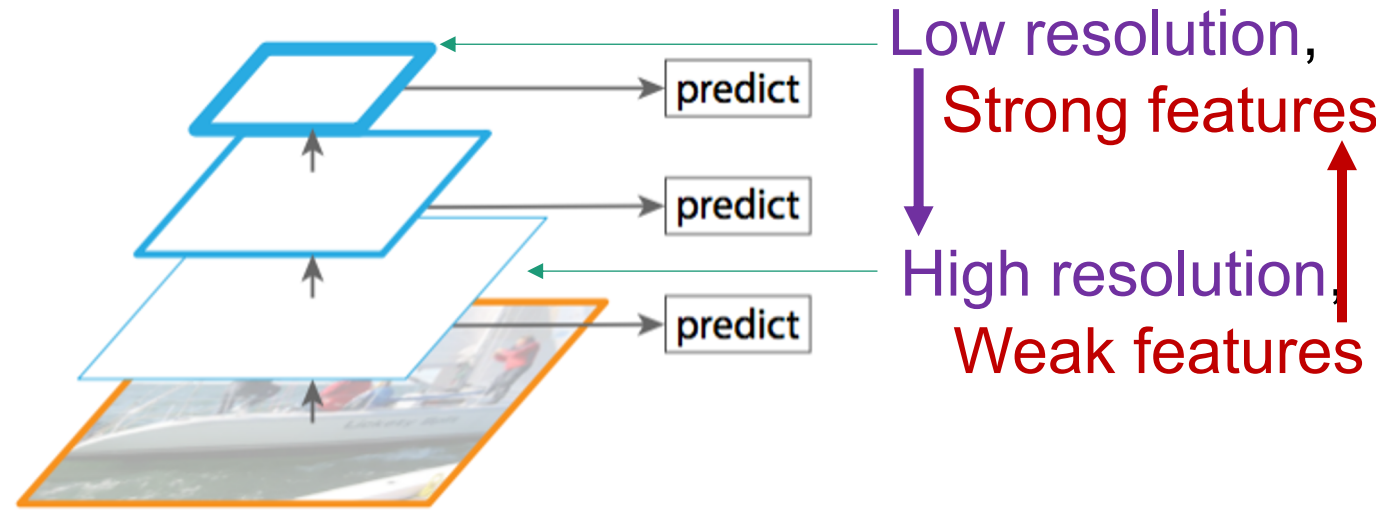 Low resolution,
Strong features
predict
predict
High resolution,
Weak features
predict